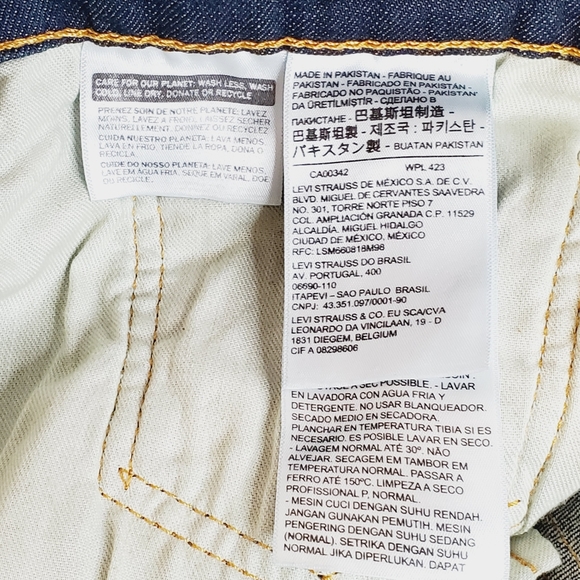 CARE FOR OUR PLANET: WASH LESS, WASH
COLD, LINE DRY, DONATE OR RECYCLE
PRENEZ SOIN DE NOTRE PLANETE: LAVEZ
MOINS, LAVEZ A FROID, LAISSEZ SECHER
NATURELLEMENT, DONNEZ OU RECYCLEZ
CUIDA NUESTRO PLANETA: LAVA MENOS,
LAVA EN FRIO, TIENDE LA ROPA, DONA O
RECICLA.
CUIDE DO NOSSO PLANETA: LAVE MENOS,
LAVE EM AGUA FRIA, SEQUE EM VARAL, DOE
OU RECICLE.
MADE IN PAKISTAN - FABRIQUE AU
PAKISTAN - FABRICADO EN PAKISTÁN -
FABRICADO NO PAQUISTÃO - PAKISTAN'
DA ÜRETİLMİŞTİR - СДЕЛАНО В
ПАКИСТАНЕ - 巴基斯坦制造 -
巴基斯坦製 - 제조국 : 파키스탄 -
パキスタン製 - BUATAN PAKISTAN
CA00342 WPL 423
LEVI STRAUSS DE MÉXICO S.A. DE C.V.
BLVD. MIGUEL DE CERVANTES SAAVEDRA
NO. 301, TORRE NORTE PISO 7
COL. AMPLIACIÓN GRANADA C.P. 11529
ALCALDÍA, MIGUEL HIDALGO
CIUDAD DE MÉXICO, MÉXICO
RFC: LSM660818M98
LEVI STRAUSS DO BRASIL
AV. PORTUGAL, 400
06690-110
ITAPEVI – SAO PAULO BRASIL
CNPJ: 43.351.097/0001-90
LEVI STRAUSS & CO. EU SCA/CVA
LEONARDO DA VINCILAAN, 19 - D
1831 DIEGEM, BELGIUM
CIF A 08298606
A SEC POSSIBLE. - LAVAR
EN LAVADORA CON AGUA FRIA Y
DETERGENTE. NO USAR BLANQUEADOR.
SECADO MEDIO EN SECADORA.
PLANCHAR EN TEMPERATURA TIBIA SI ES
NECESARIO. ES POSIBLE LAVAR EN SECO.
- LAVAGEM NORMAL ATÉ 30º. NÃO
ALVEJAR. SECAGEM EM TAMBOR EM
TEMPERATURA NORMAL. PASSAR A
FERRO ATÉ 150ºC. LIMPEZA A SECO
PROFISSIONAL P, NORMAL.
- MESIN CUCI DENGAN SUHU RENDAH.
JANGAN GUNAKAN PEMUTIH. MESIN
PENGERING DENGAN SUHU SEDANG
(NORMAL). SETRIKA DENGAN SUHU
NORMAL JIKA DIPERLUKAN. DAPAT